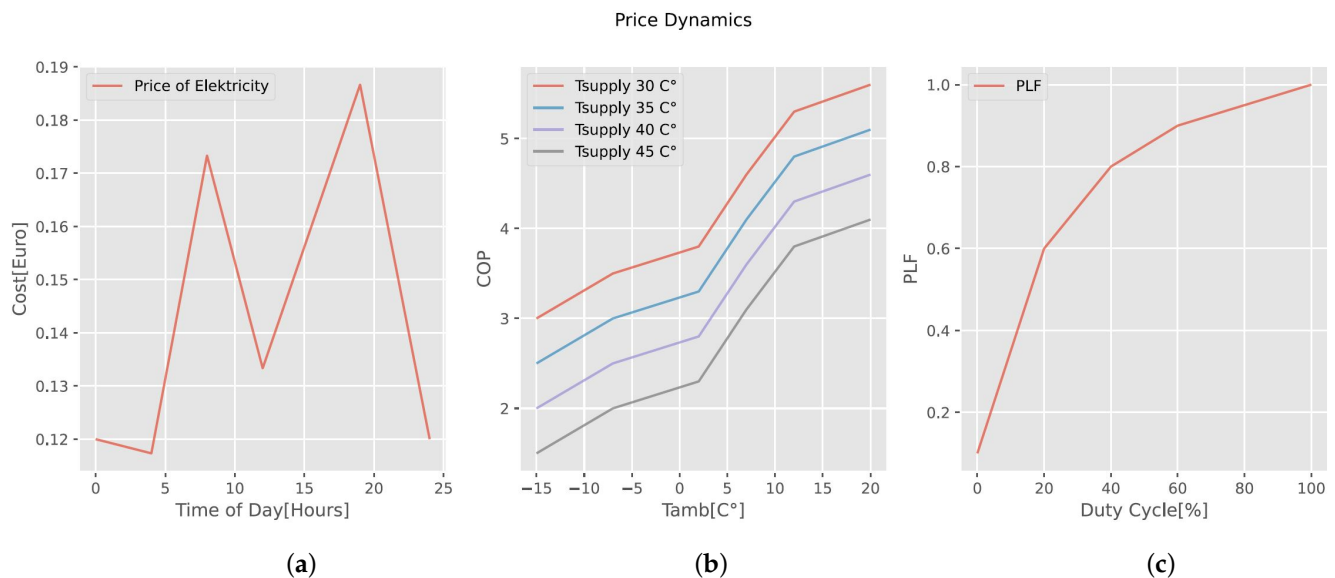 Price Dynamics
Price of Elektricity
0.19
0.18
0.17
0.16
0.15
0.14
0.13
0.12
Cost[Euro]
0 5 10 15 20 25
Time of Day[Hours]
(a)
Tsupply 30 C°
Tsupply 35 C°
Tsupply 40 C°
Tsupply 45 C°
5
4
3
2
COP
−15 −10 −5 0 5 10 15 20
Tamb[C°]
(b)
PLF
1.0
0.8
0.6
0.4
0.2
PLF
0 20 40 60 80 100
Duty Cycle[%]
(c)